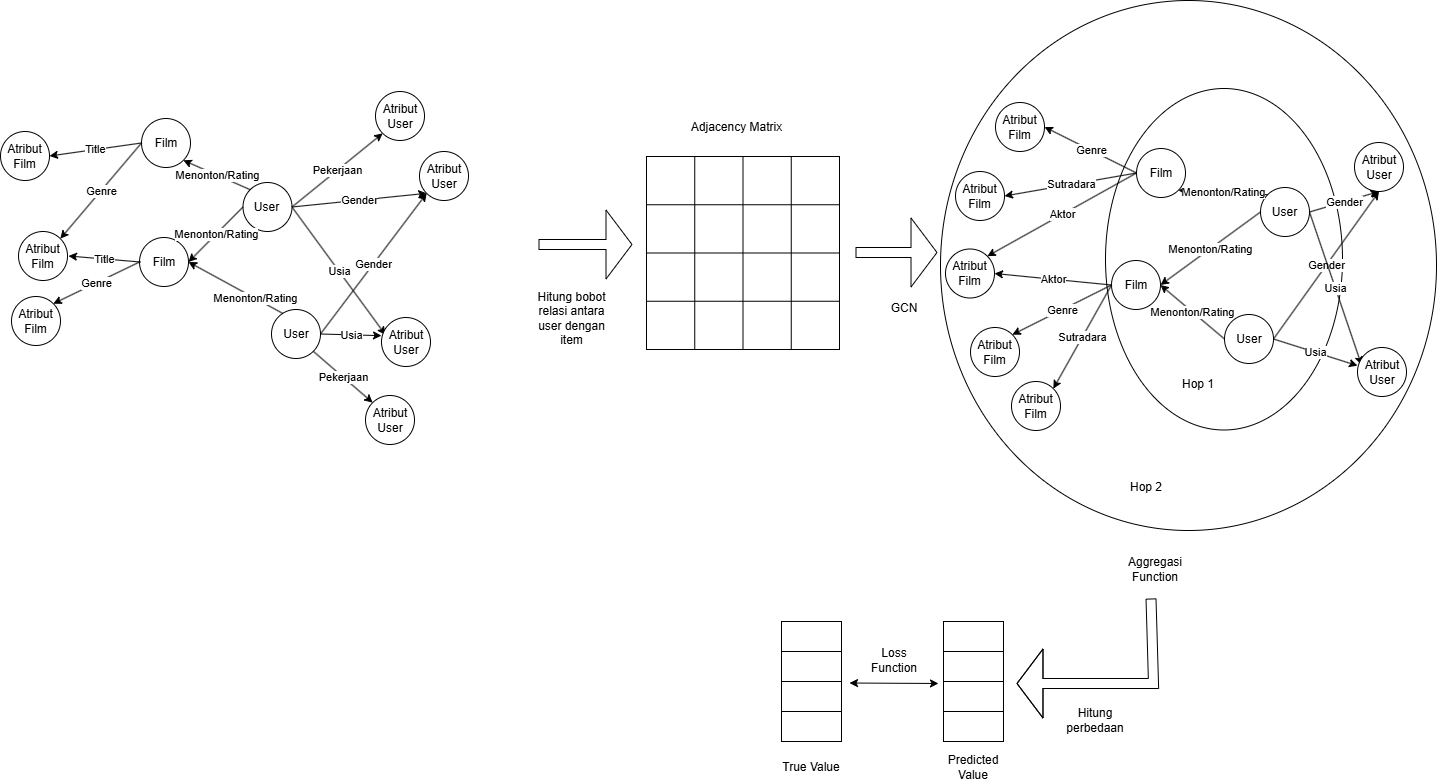 Atribut
User
Film
Atribut
Film
Title
Menonton/Rating
Pekerjaan
Atribut
User
Genre
Gender
User
Menonton/Rating
Atribut
Film
Title
Film
Genre
Usia
Gender
Menonton/Rating
Atribut
Film
User
Usia
Atribut
User
Pekerjaan
Atribut
User
Hitung bobot
relasi antara
user dengan
item
Adjacency Matrix
GCN
Atribut
Film
Genre
Film
Atribut
User
Sutradara
Atribut
Film
Menonton/Rating
User
Gender
Aktor
Menonton/Rating
Atribut
Film
Aktor
Film
Gender
Usia
Genre
Menonton/Rating
Sutradara
User
Atribut
Film
Usia
Atribut
User
Hop 1
Atribut
Film
Hop 2
Aggregasi
Function
Loss
Function
Hitung
perbedaan
True Value
Predicted
Value